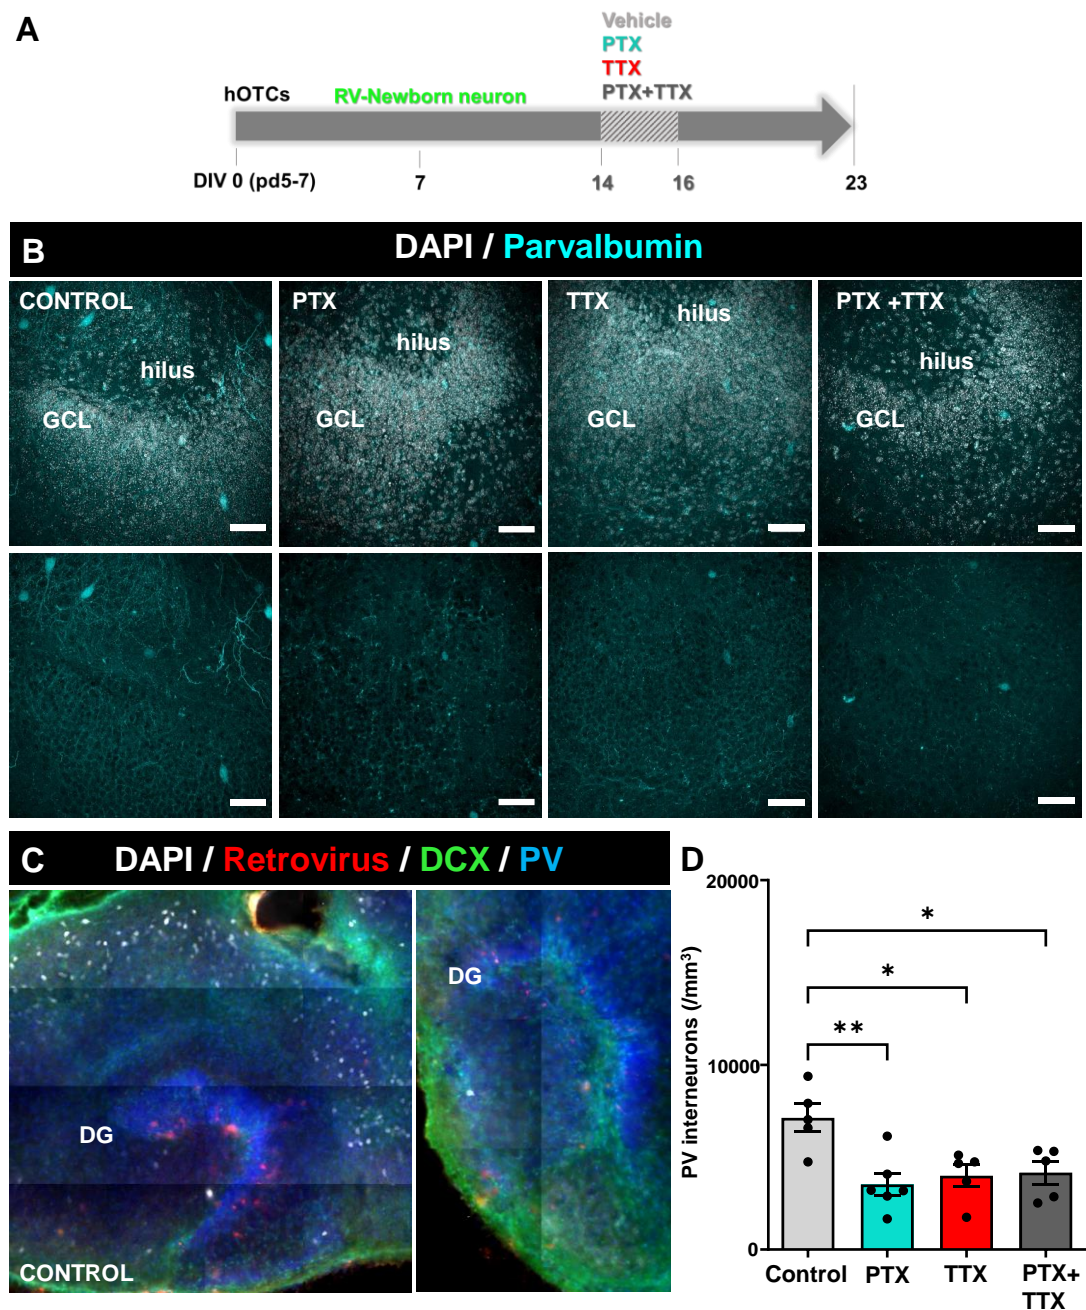 A
Vehicle
PTX
TTX
PTX+TTX
hOTCs
RV-Newborn neuron
DIV 0 (pd5-7)
7
14
16
23
B
DAPI / Parvalbumin
CONTROL
hilus
GCL
PTX
hilus
GCL
TTX
hilus
GCL
PTX +TTX
hilus
GCL
C
DAPI / Retrovirus / DCX / PV
DG
CONTROL
DG
D
PV interneurons (/mm³)
20000
10000
0
*
*
**
Control
PTX
TTX
PTX+
TTX